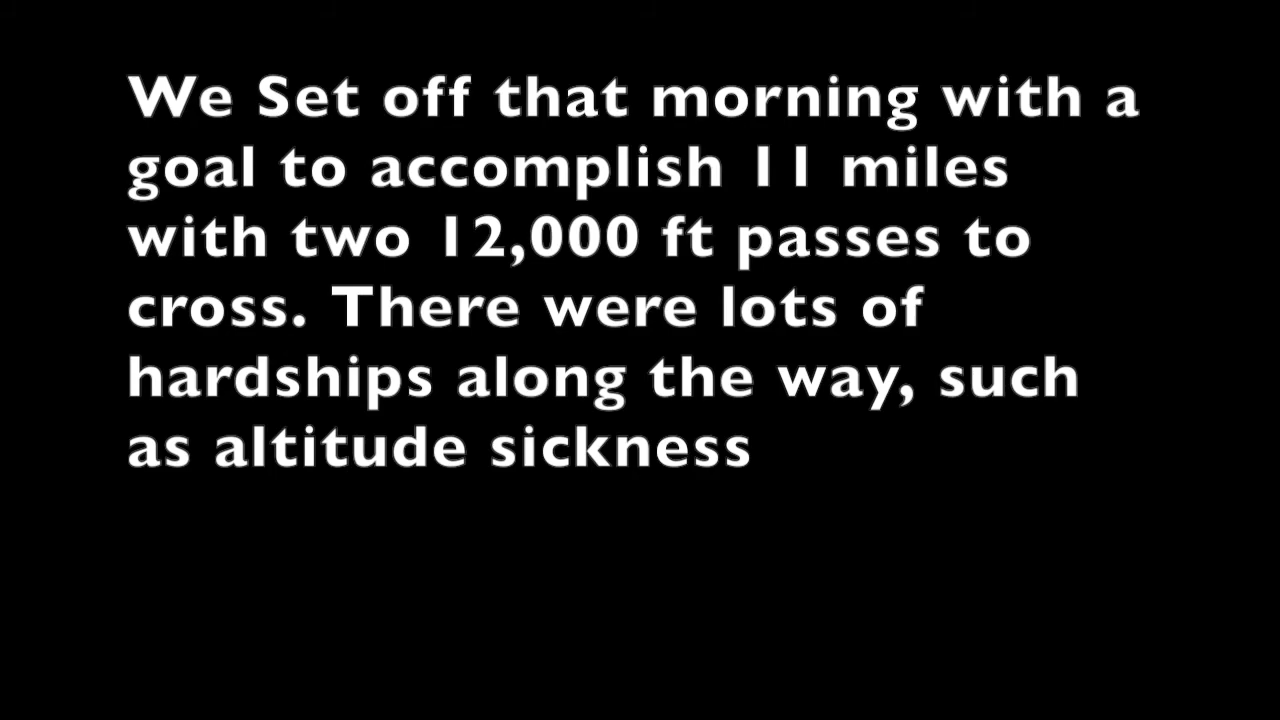 We Set off that morning with a
goal to accomplish 11 miles
with two 12,000 ft passes to
cross. There were lots of
hardships along the way, such
as altitude sickness